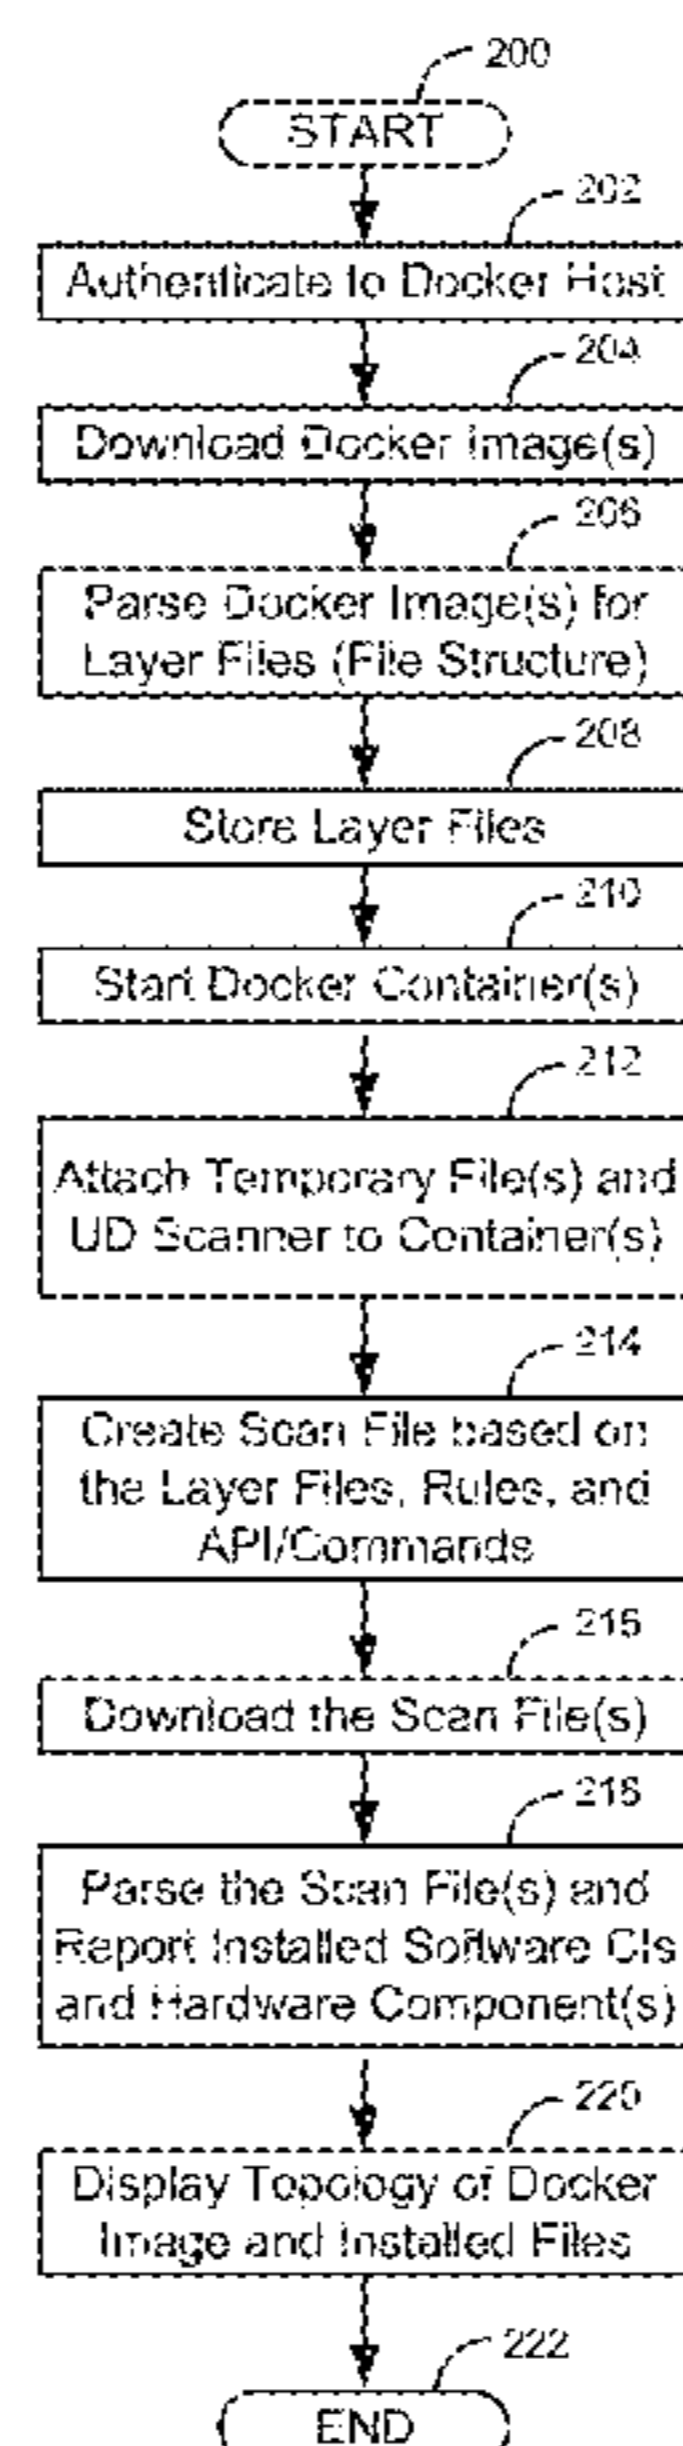 200
START
202
Authenticate to Docker Host
204
Download Docker Image(s)
206
Parse Docker Image(s) for
Layer Files (File Structure)
208
Store Layer Files
210
Start Docker Container(s)
212
Attach Temporary File(s) and
UD Scanner to Container(s)
214
Create Scan File based on
the Layer Files, Rules, and
API/Commands
216
Download the Scan File(s)
218
Parse the Scan File(s) and
Report Installed Software CIs
and Hardware Component(s)
220
Display Topology of Docker
Image and Installed Files
222
END